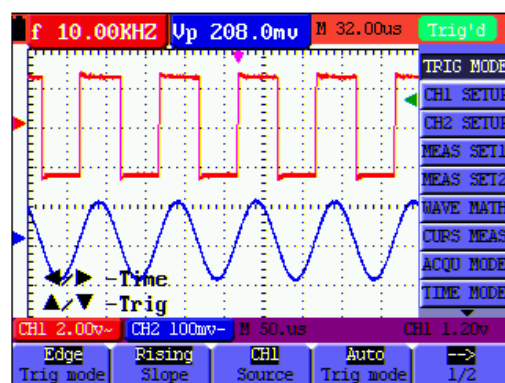 f 10.00KHZ Vp 208.0mv M 32.00us Trig'd
TRIG MODE
CH1 SETUP
CH2 SETUP
MEAS SET1
MEAS SET2
WAVE MATH
CURS MEAS
ACQU MODE
TIME MODE
◀/▶ -Time
▲/▼ -Trig
CH1 2.00v~ CH2 100mv- M 50.us CH1 1.20v
Edge Rising CH1 Auto -->
Trig mode Slope Source Trig mode 1/2